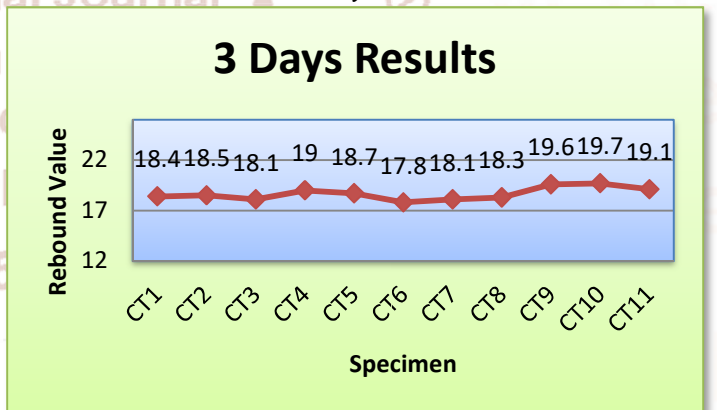 3 Days Results
Rebound Value
22
17
12
18.4 18.5 18.1 19 18.7 17.8 18.1 18.3 19.6 19.7 19.1
CT1 CT2 CT3 CT4 CT5 CT6 CT7 CT8 CT9 CT10 CT11
Specimen